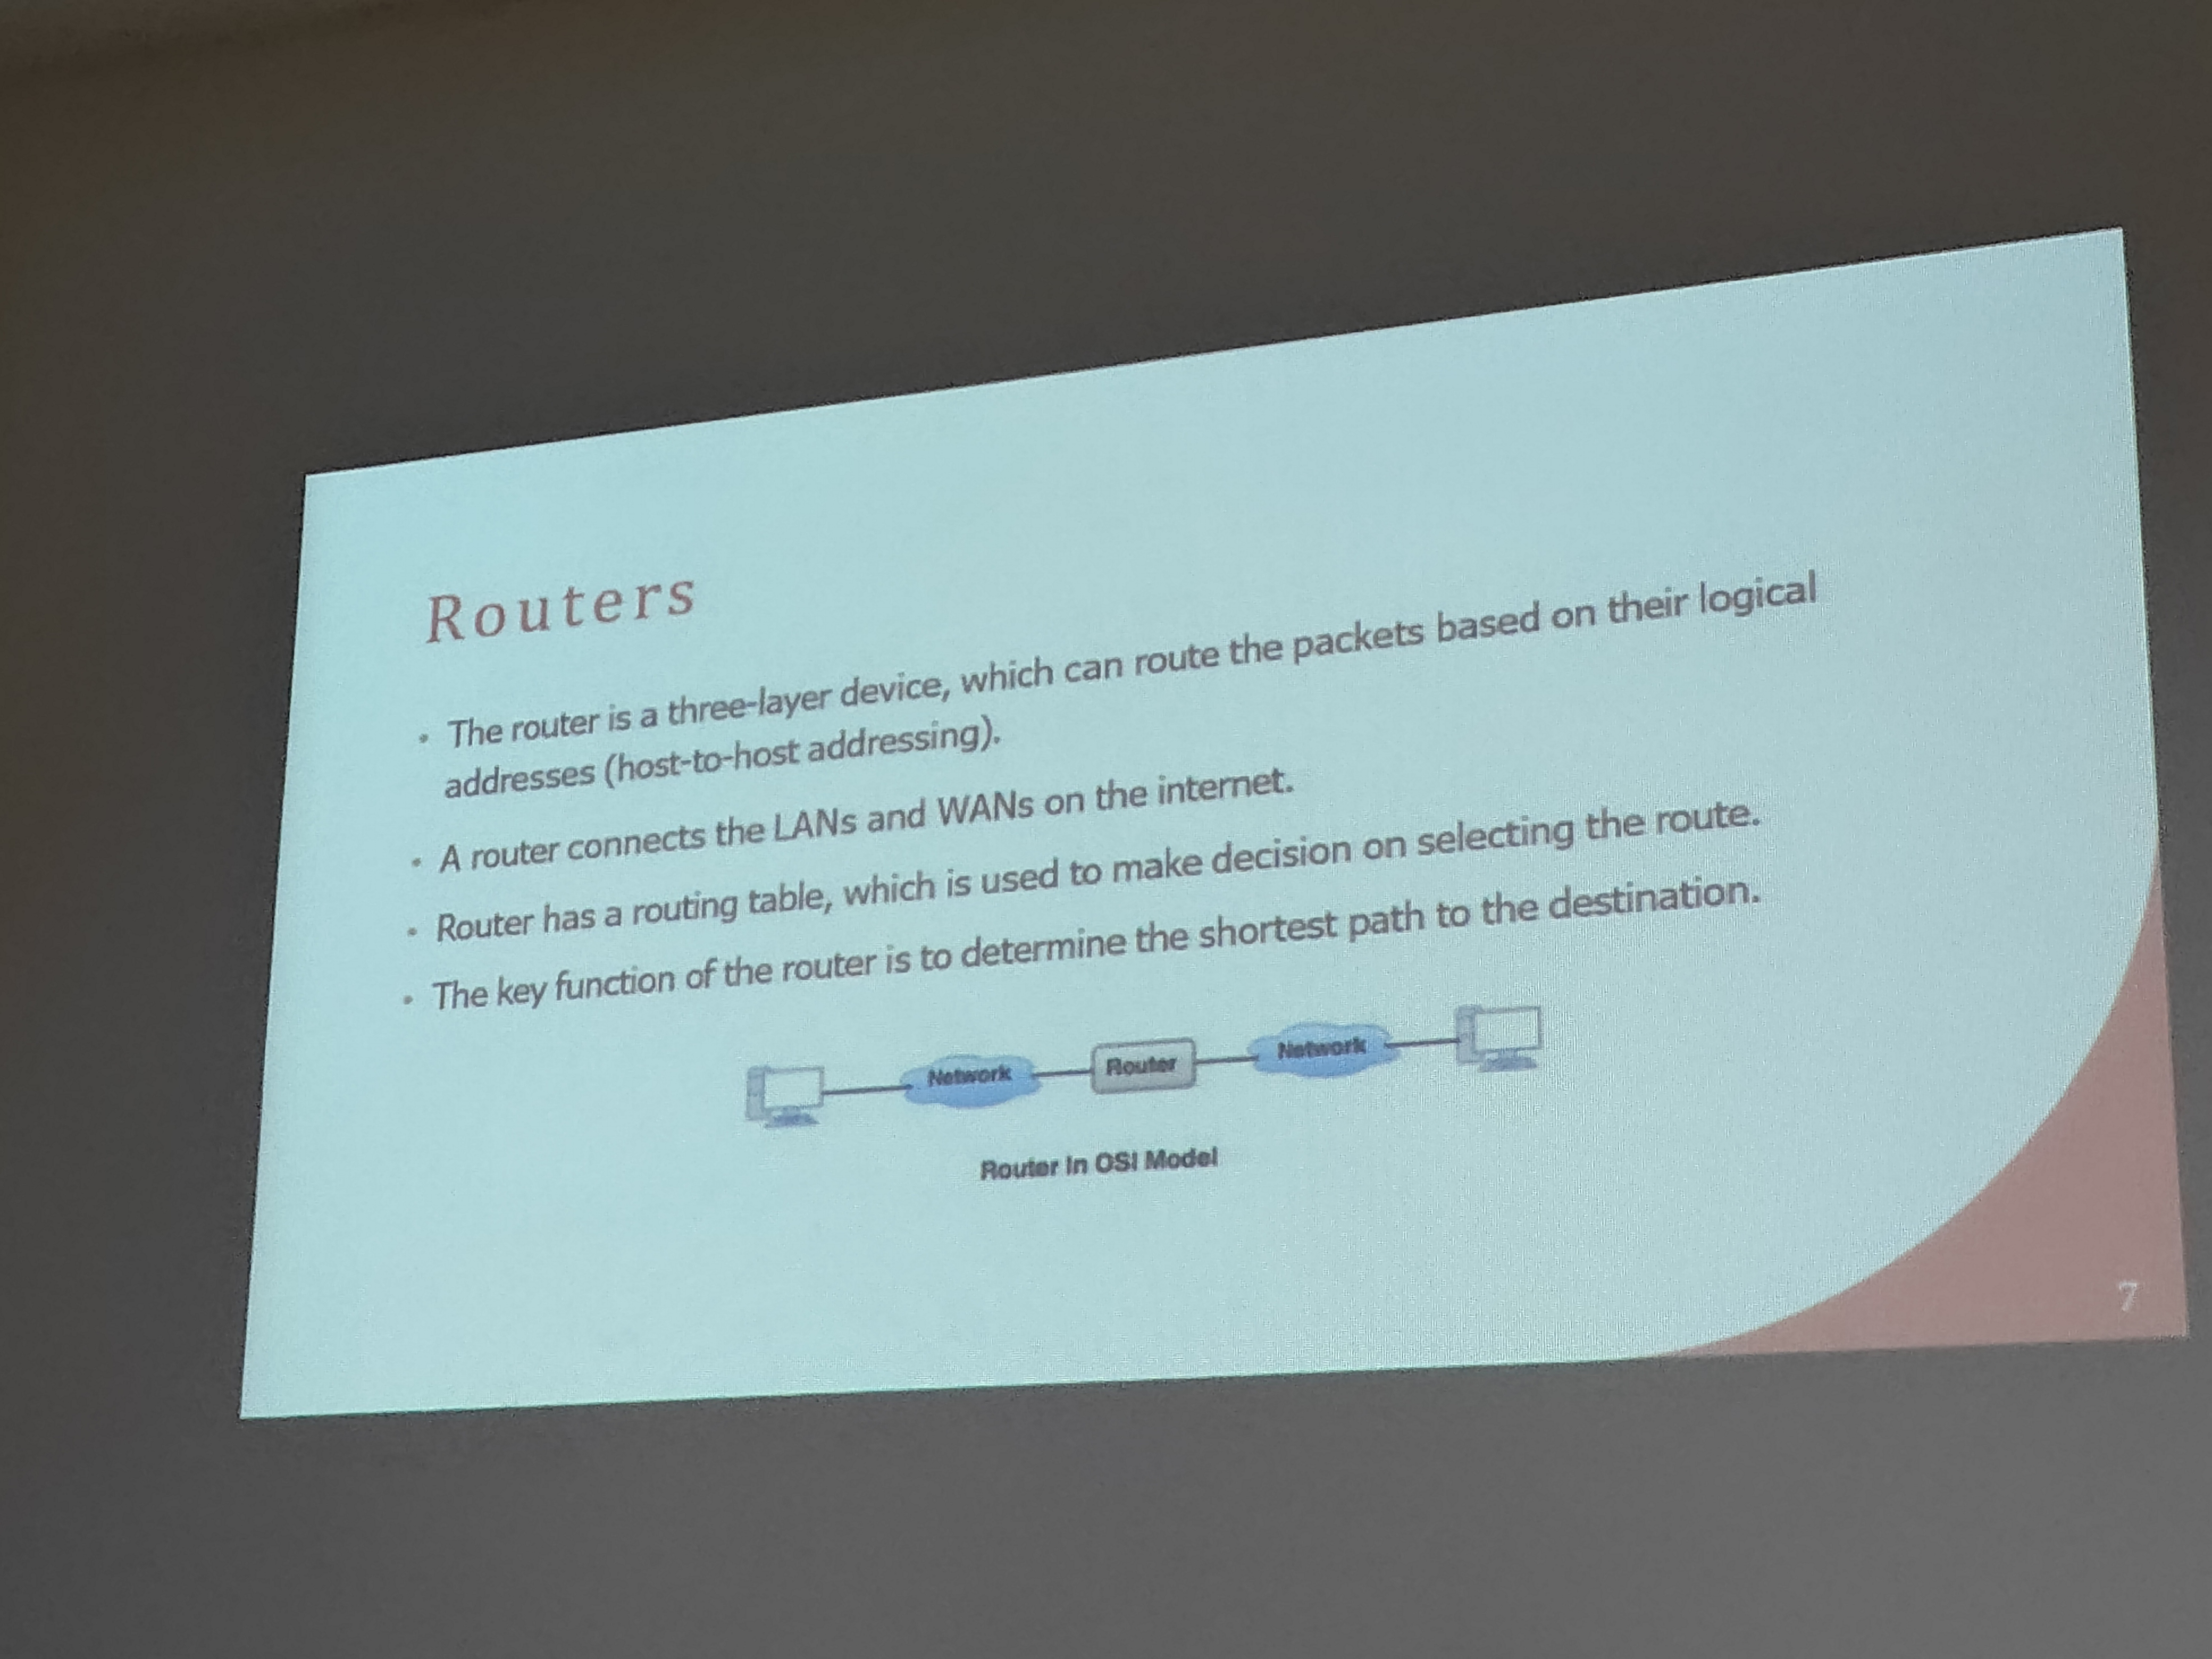 Routers
• The router is a three-layer device, which can route the packets based on their logical
addresses (host-to-host addressing).
• A router connects the LANs and WANs on the internet.
• Router has a routing table, which is used to make decision on selecting the route.
• The key function of the router is to determine the shortest path to the destination.
Network Router Network
Router In OSI Model
7